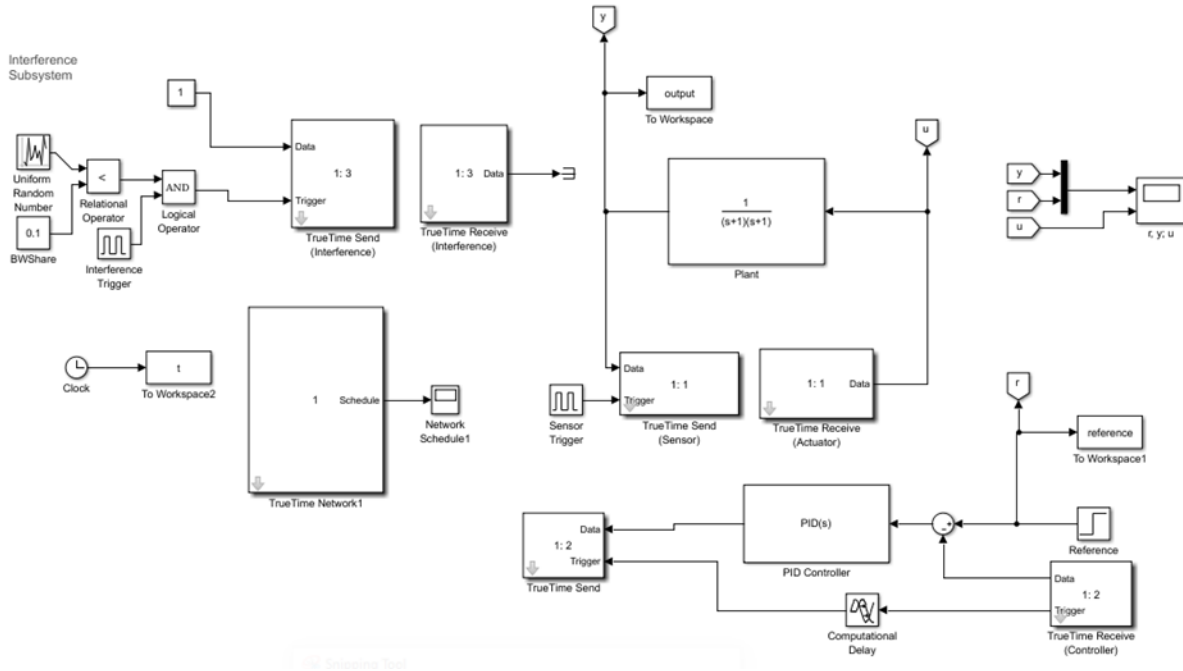 y
Interference
Subsystem
1
output
To Workspace
u
Data
1: 3
Trigger
TrueTime Send
(Interference)
1: 3
Data
TrueTime Receive
(Interference)
Uniform
Random
Number
<
Relational
Operator
AND
Logical
Operator
0.1
BWShare
Interference
Trigger
1
(s+1)(s+1)
Plant
y
r
u
r, y; u
Clock
t
To Workspace2
1
Schedule
TrueTime Network1
Network
Schedule1
Sensor
Trigger
Data
1: 1
Trigger
TrueTime Send
(Sensor)
1: 1
Data
TrueTime Receive
(Actuator)
r
reference
To Workspace1
Data
1: 2
Trigger
TrueTime Send
PID(s)
PID Controller
-
+
Reference
Computational
Delay
Data
1: 2
Trigger
TrueTime Receive
(Controller)
Snipping Tool